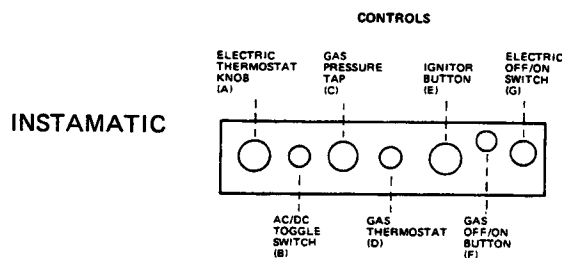 CONTROLS
ELECTRIC
THERMOSTAT
KNOB
(A)
GAS
PRESSURE
TAP
(C)
IGNITOR
BUTTON
(E)
ELECTRIC
OFF/ON
SWITCH
(G)
INSTAMATIC
AC/DC
TOGGLE
SWITCH
(B)
GAS
THERMOSTAT
(D)
GAS
OFF/ON
BUTTON
(F)